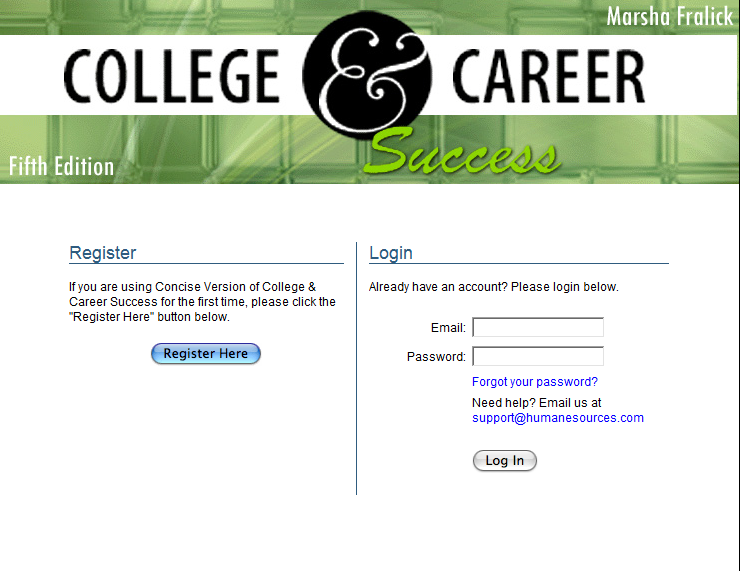 Marsha Fralick
COLLEGE & CAREER
Success
Fifth Edition
Register
If you are using Concise Version of College &
Career Success for the first time, please click the
"Register Here" button below.
Register Here
Login
Already have an account? Please login below.
Email:
Password:
Forgot your password?
Need help? Email us at
support@humanesources.com
Log In